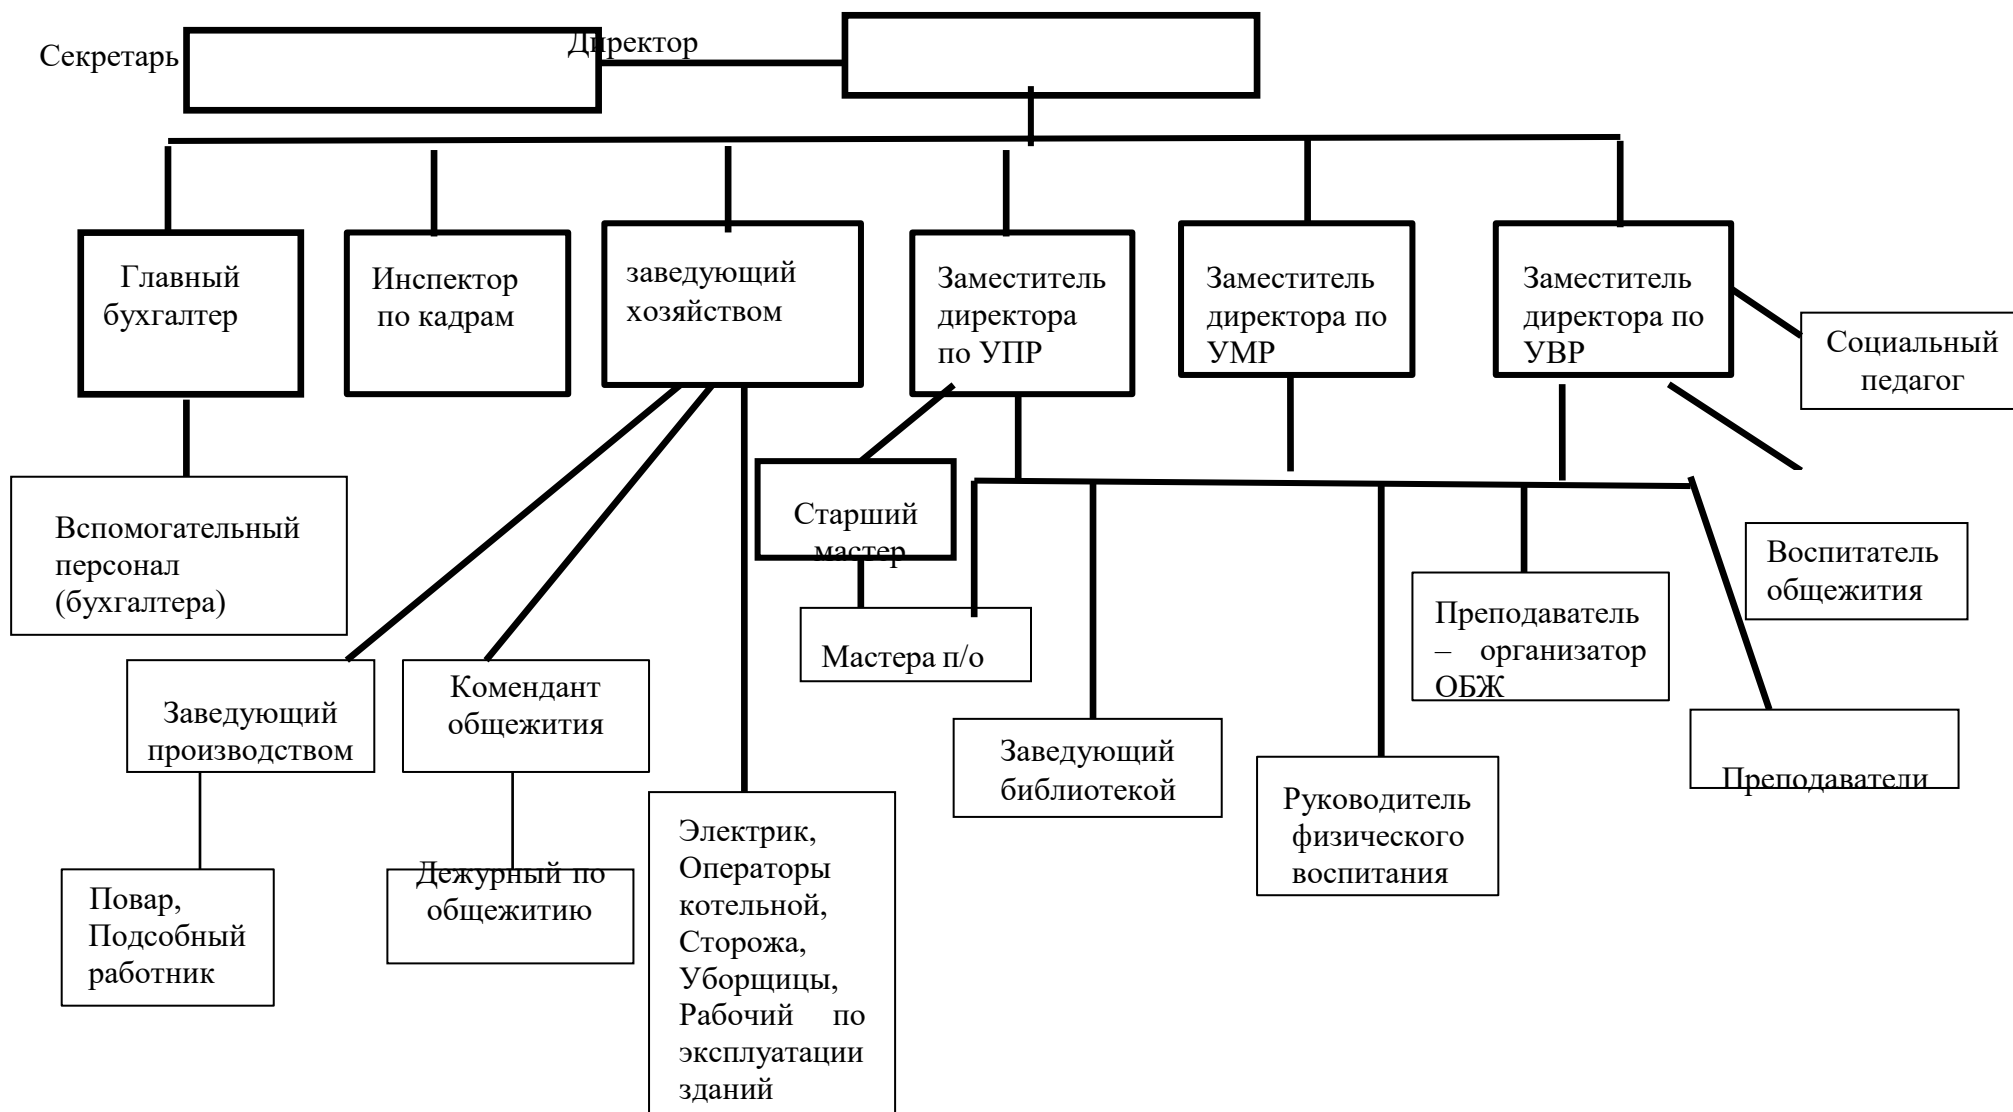 Секретарь
Директор
Главный
бухгалтер
Инспектор
по кадрам
заведующий
хозяйством
Заместитель
директора
по УПР
Заместитель
директора по
УМР
Заместитель
директора по
УВР
Социальный
педагог
Вспомогательный
персонал
(бухгалтера)
Старший
мастер
Воспитатель
общежития
Мастера п/о
Преподаватель
– организатор
ОБЖ
Заведующий
производством
Комендант
общежития
Заведующий
библиотекой
Руководитель
физического
воспитания
Преподаватели
Повар,
Подсобный
работник
Дежурный по
общежитию
Электрик,
Операторы
котельной,
Сторожа,
Уборщицы,
Рабочий по
эксплуатации
зданий